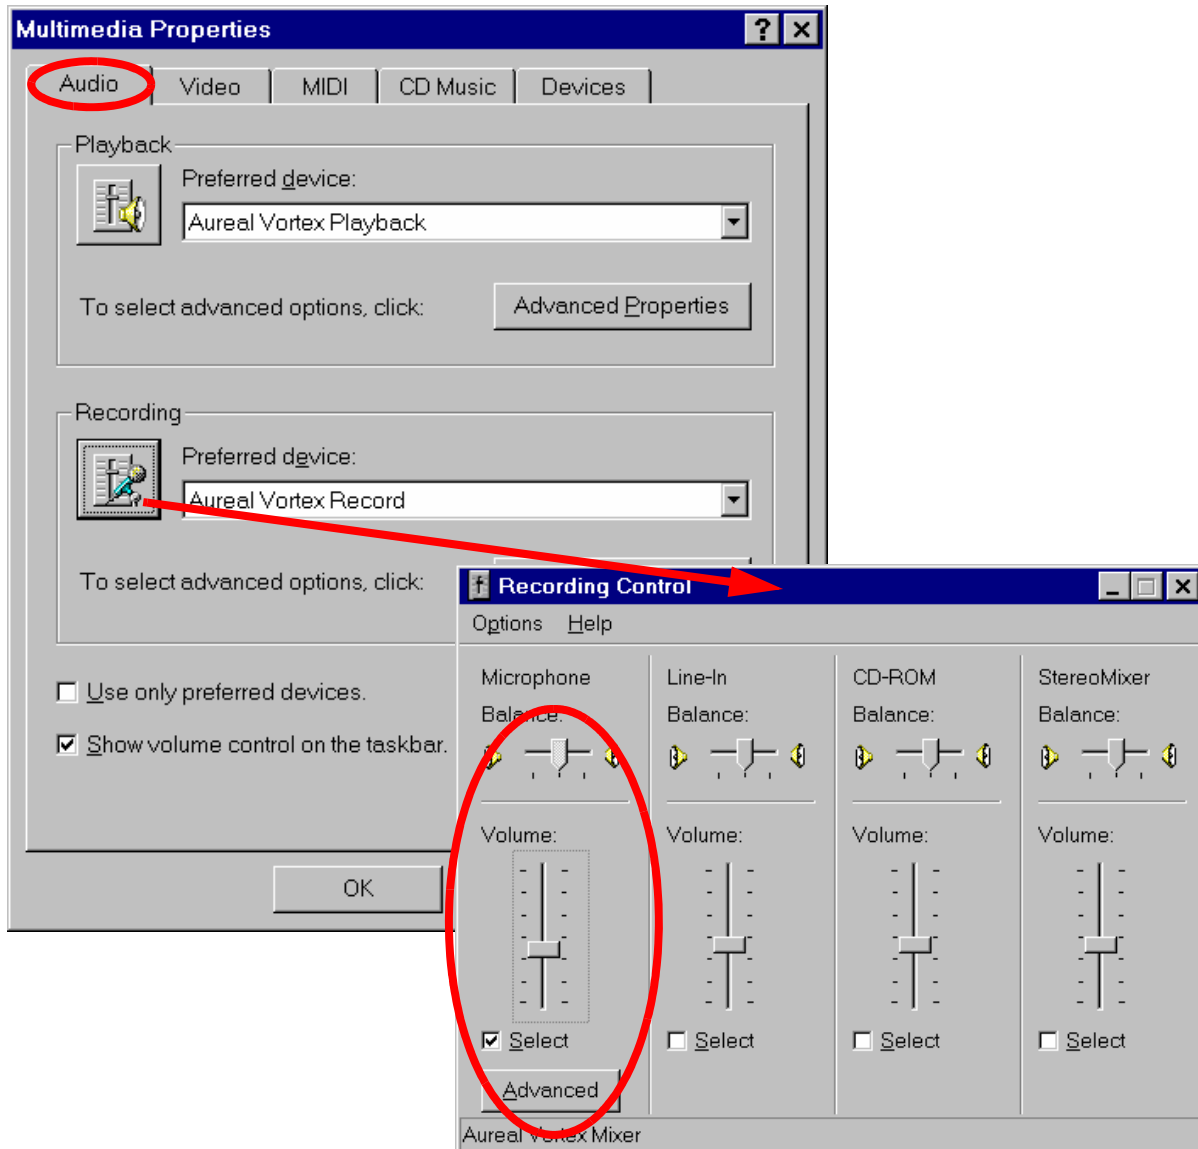 Multimedia Properties
Audio Video MIDI CD Music Devices
Playback
Preferred device:
Aureal Vortex Playback
To select advanced options, click: Advanced Properties
Recording
Preferred device:
Aureal Vortex Record
To select advanced options, click:
Use only preferred devices.
Show volume control on the taskbar.
OK
Recording Control
Options Help
Microphone Line-In CD-ROM StereoMixer
Balance: Balance: Balance: Balance:
Volume: Volume: Volume: Volume:
Select Select Select Select
Advanced
Aureal Vortex Mixer